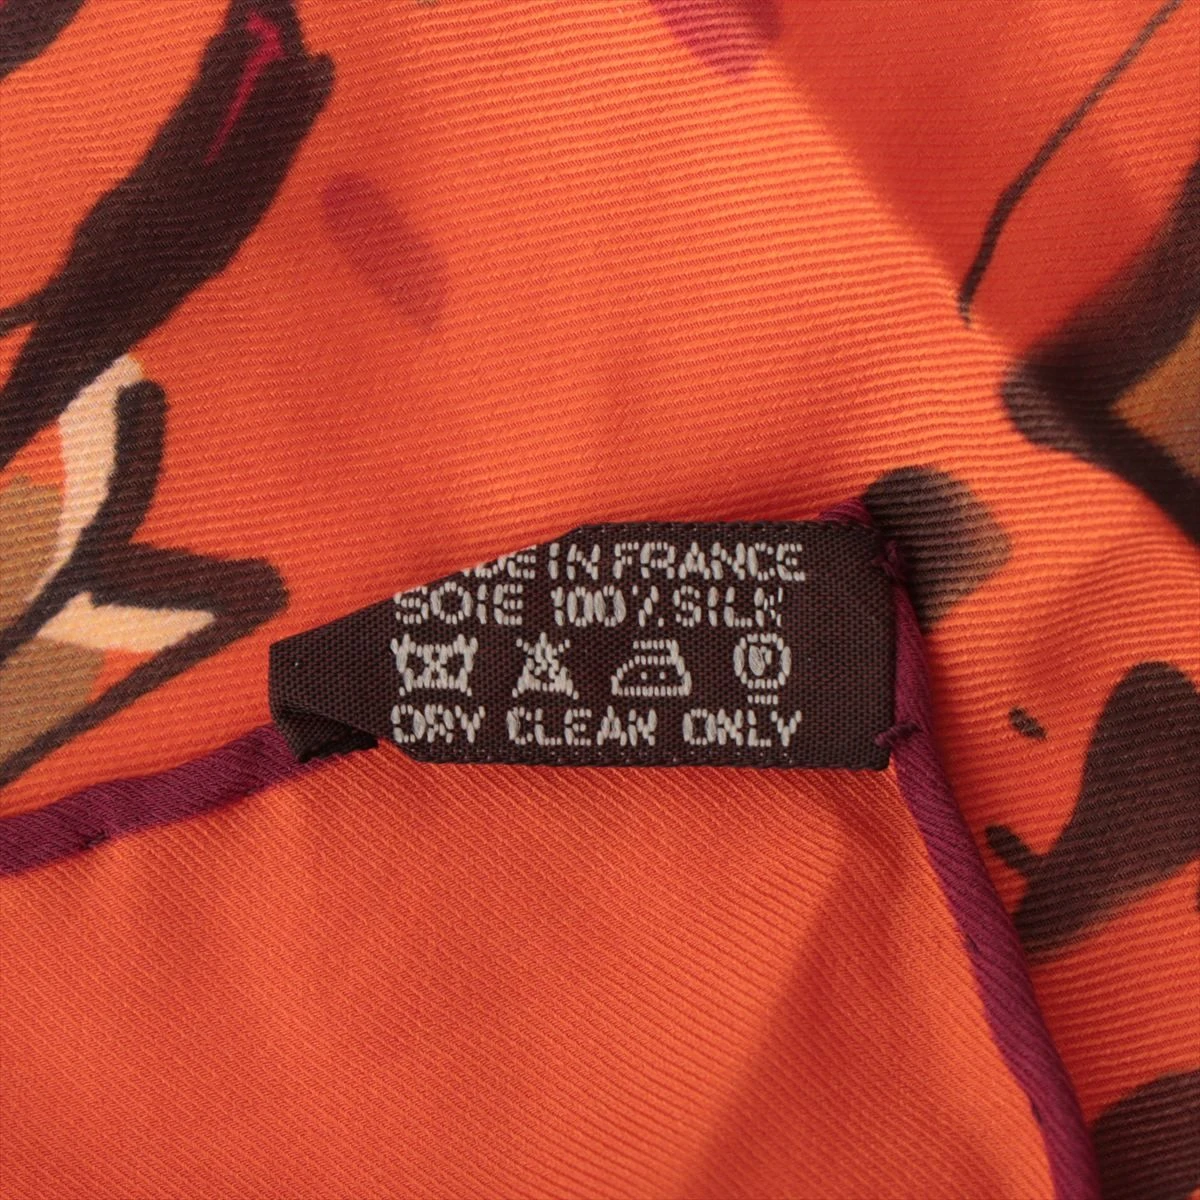 MADE IN FRANCE
SOIE 100% SILK
DRY CLEAN ONLY